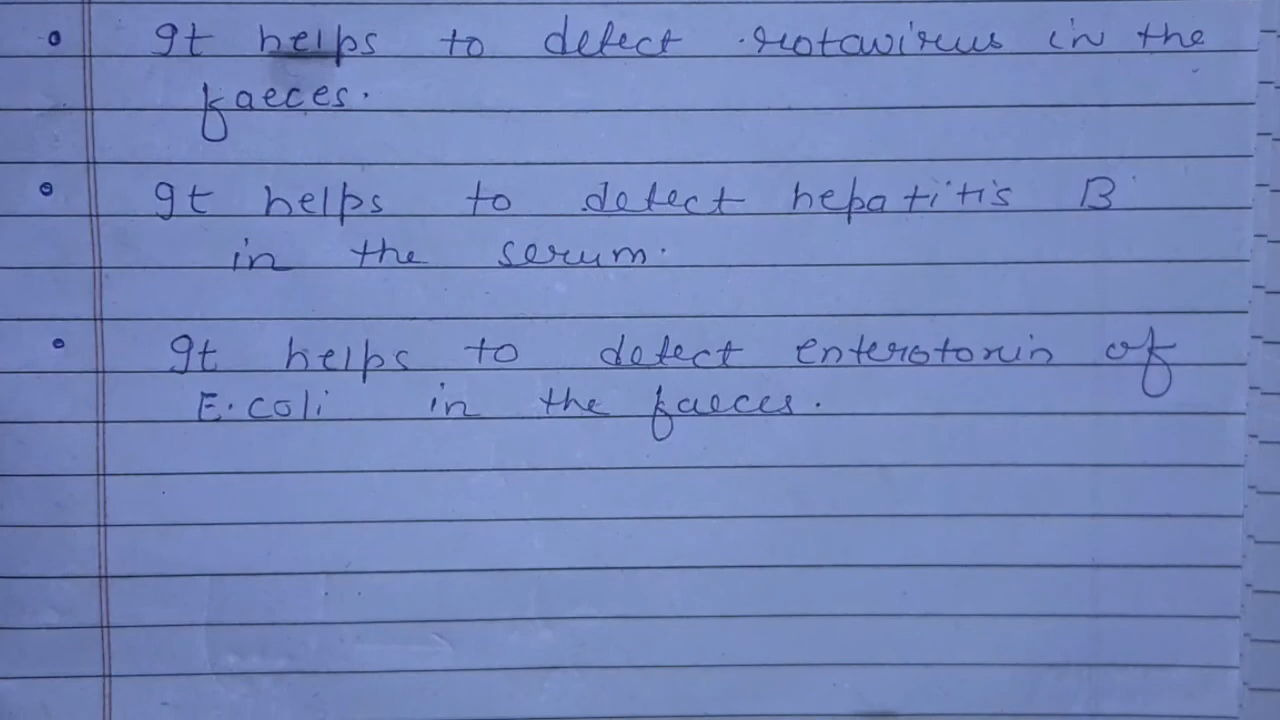 • It helps to detect rotavirus in the
faeces.
• It helps to detect hepatitis B
in the serum.
• It helps to detect enterotoxin of
E. coli in the faeces.